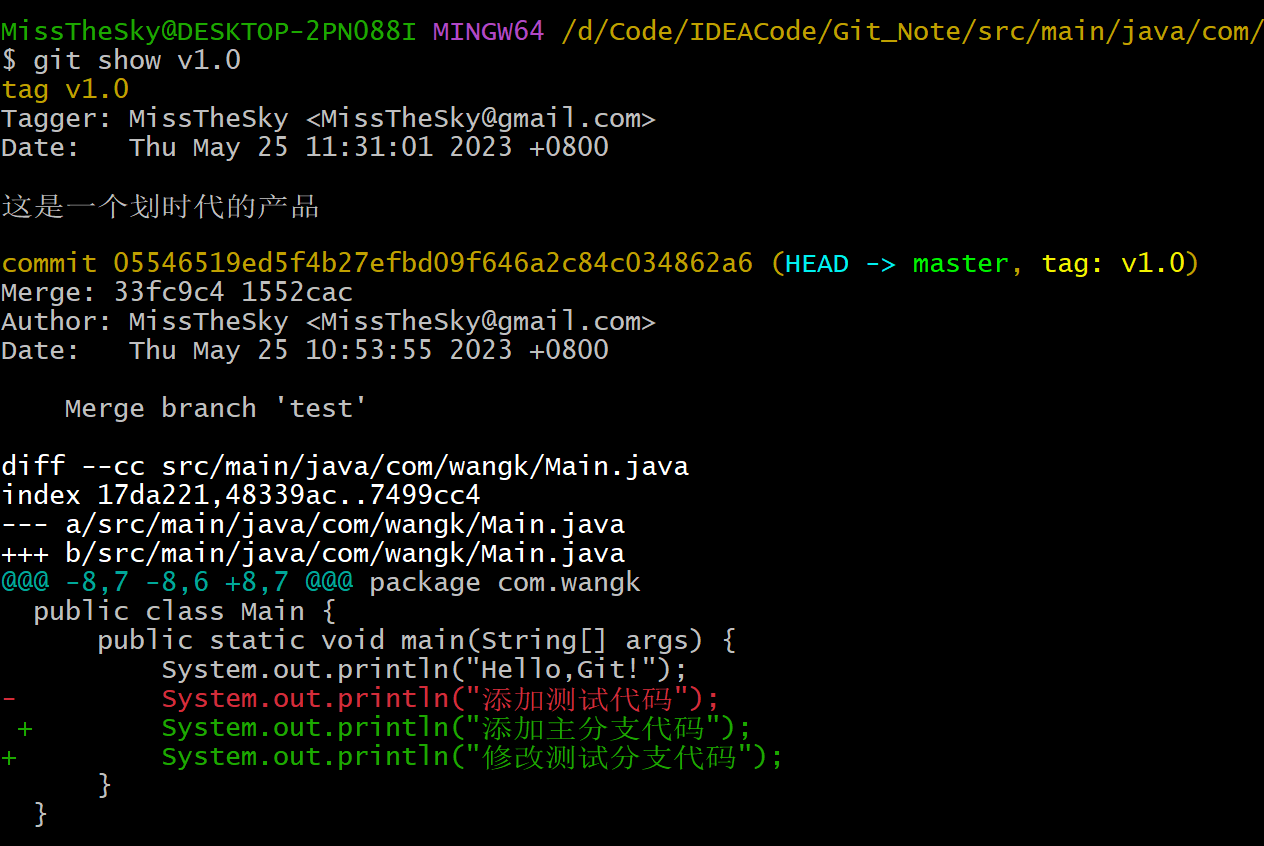 MissTheSky@DESKTOP-2PN088I MINGW64 /d/Code/IDEACode/Git_Note/src/main/java/com/
$ git show v1.0
tag v1.0
Tagger: MissTheSky <MissTheSky@gmail.com>
Date:   Thu May 25 11:31:01 2023 +0800
这是一个划时代的产品
commit 05546519ed5f4b27efbd09f646a2c84c034862a6 (HEAD -> master, tag: v1.0)
Merge: 33fc9c4 1552cac
Author: MissTheSky <MissTheSky@gmail.com>
Date:   Thu May 25 10:53:55 2023 +0800
    Merge branch 'test'
diff --cc src/main/java/com/wangk/Main.java
index 17da221,48339ac..7499cc4
--- a/src/main/java/com/wangk/Main.java
+++ b/src/main/java/com/wangk/Main.java
@@@ -8,7 -8,6 +8,7 @@@ package com.wangk
  public class Main {
      public static void main(String[] args) {
          System.out.println("Hello,Git!");
-         System.out.println("添加测试代码");
 +        System.out.println("添加主分支代码");
+         System.out.println("修改测试分支代码");
      }
  }